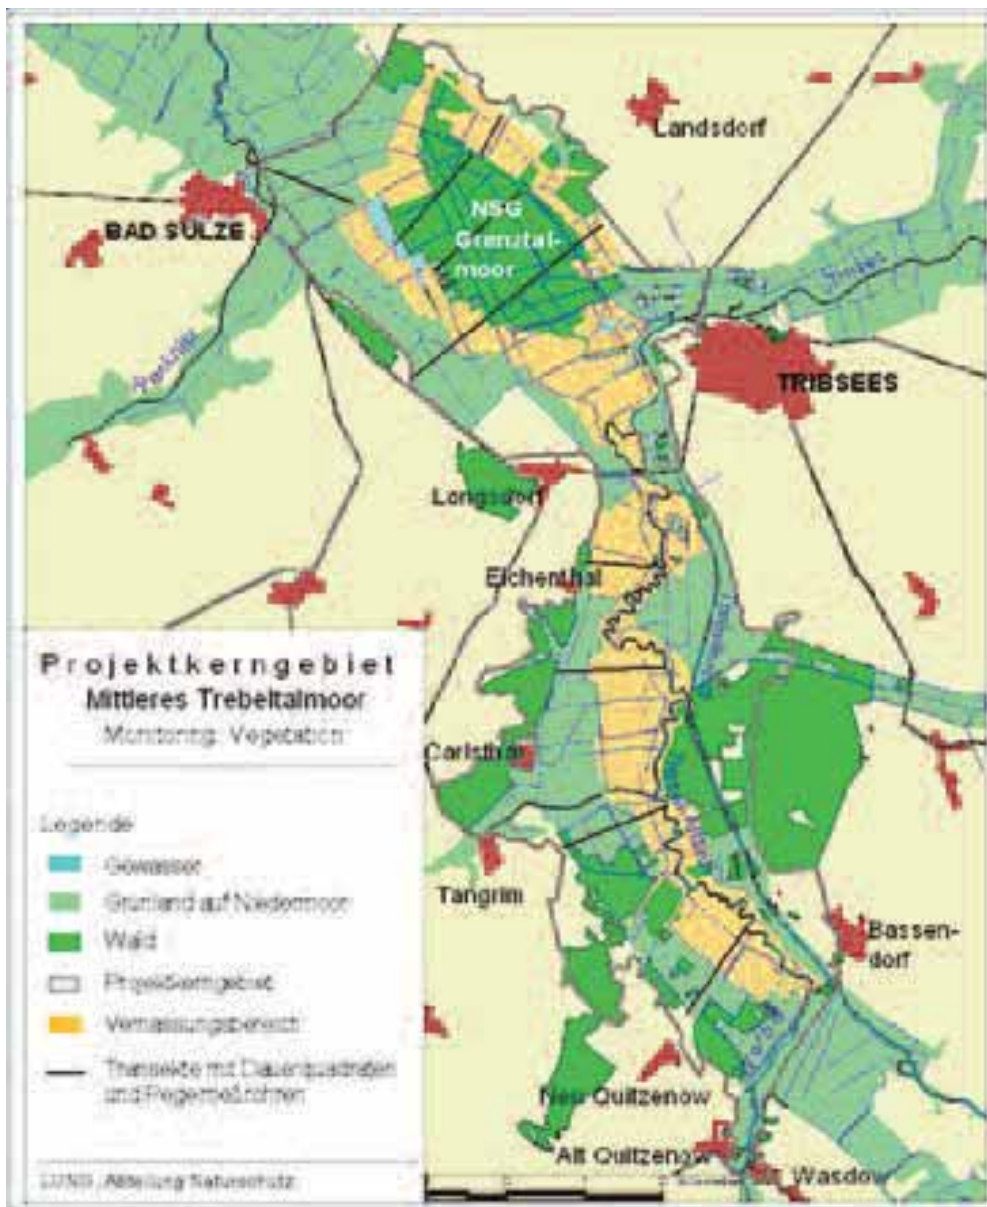 Landsdorf
BAD SÜLZE
NSG
Grenztal-
moor
TRIBSEES
Langsdorf
Eichenthal
Projektkerngebiet
Mittleres Trebeltalmoor
Monitoring Vegetation
Carlsthal
Legende
Gewässer
Grünland auf Niedermoor
Wald
Projektkerngebiet
Vernässungsbereich
Transekte mit Dauerquadraten
und Pegelmeßrohren
Tangrim
Bassen-
dorf
Neu Quitzenow
Alt Quitzenow
Wasdow
LUNG, Abteilung Naturschutz